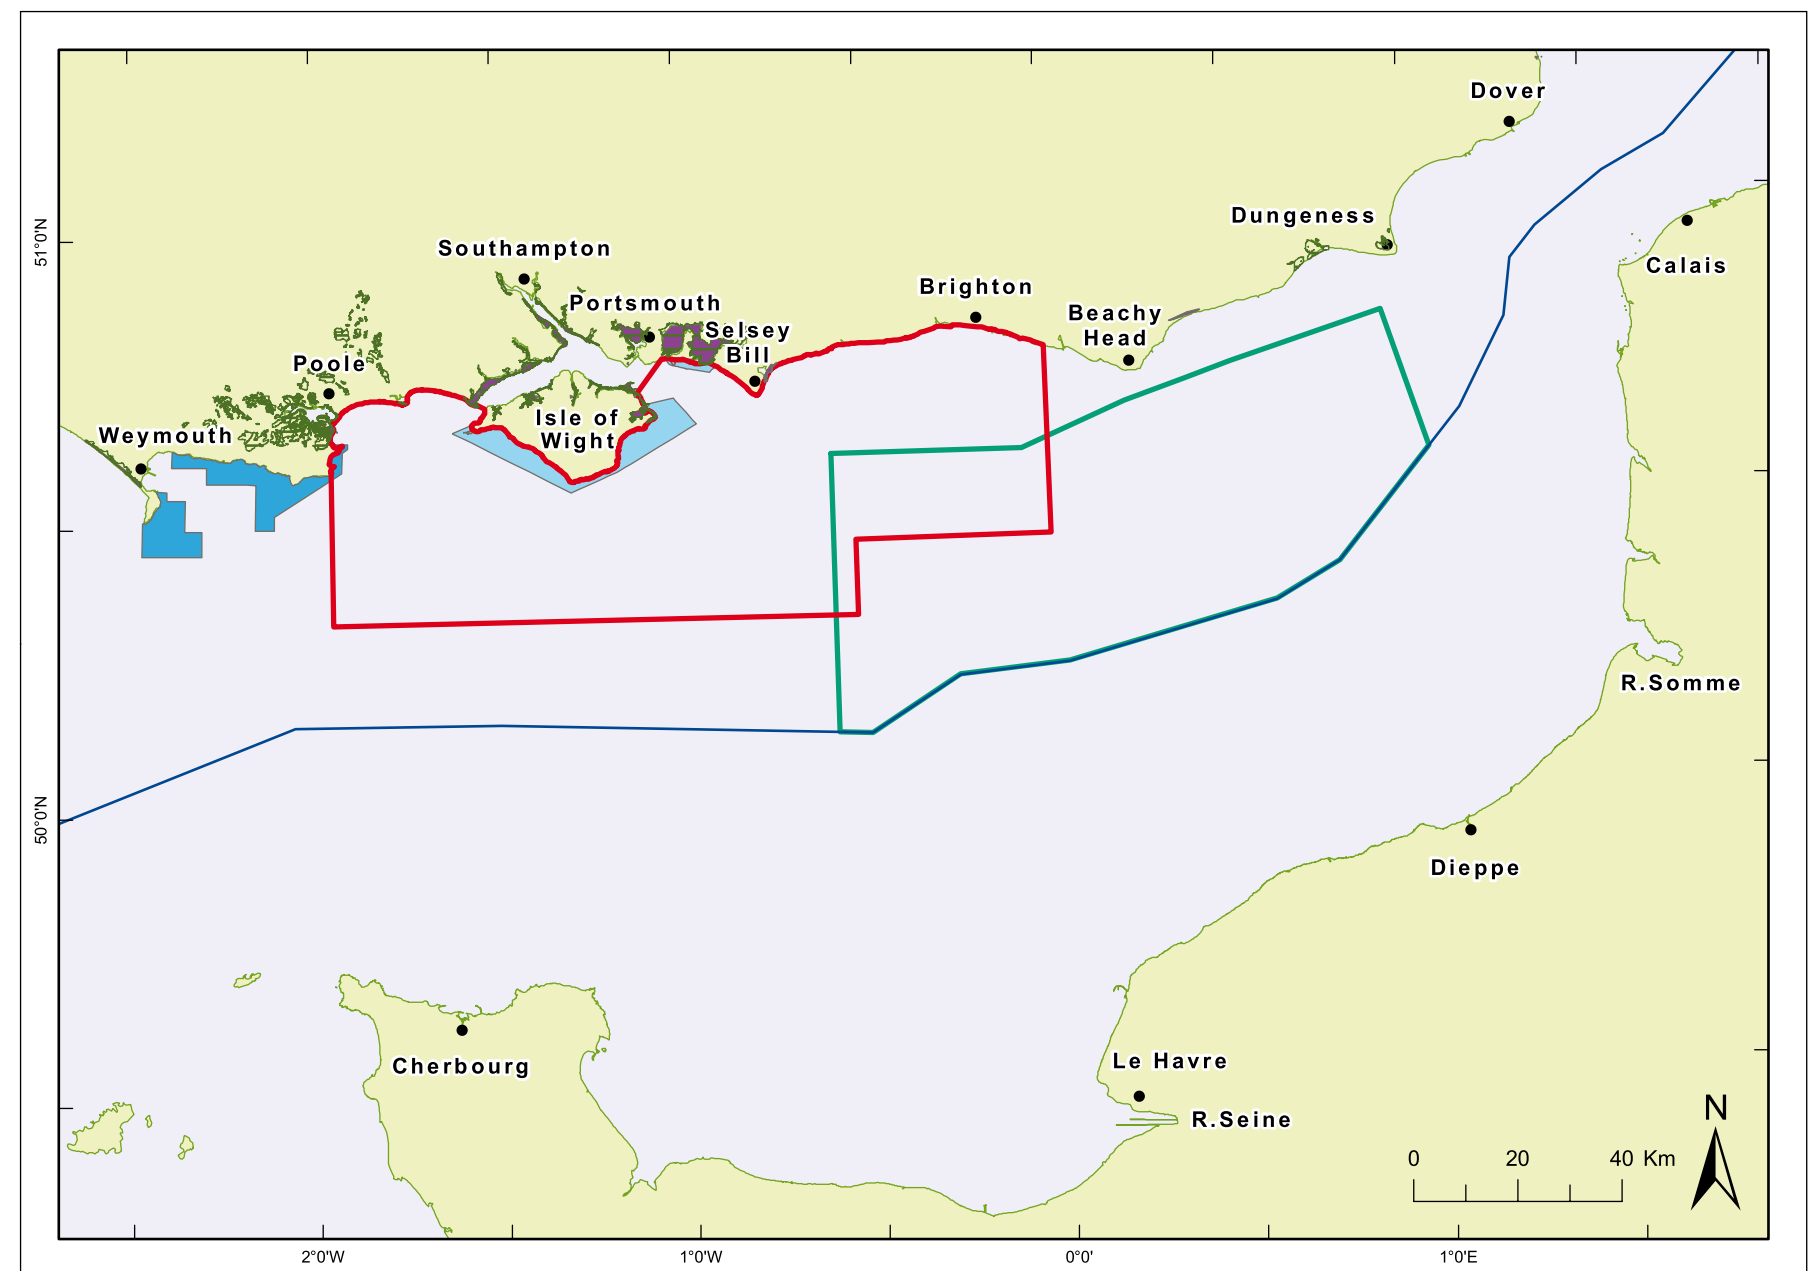 Dover
Dungeness
Calais
Southampton
Portsmouth
Brighton
Selsey
Bill
Beachy
Head
Poole
Isle of
Wight
Weymouth
R.Somme
Dieppe
Cherbourg
Le Havre
R.Seine
N
0 20 40 Km
51°0'N
50°0'N
2°0'W 1°0'W 0°0' 1°0'E